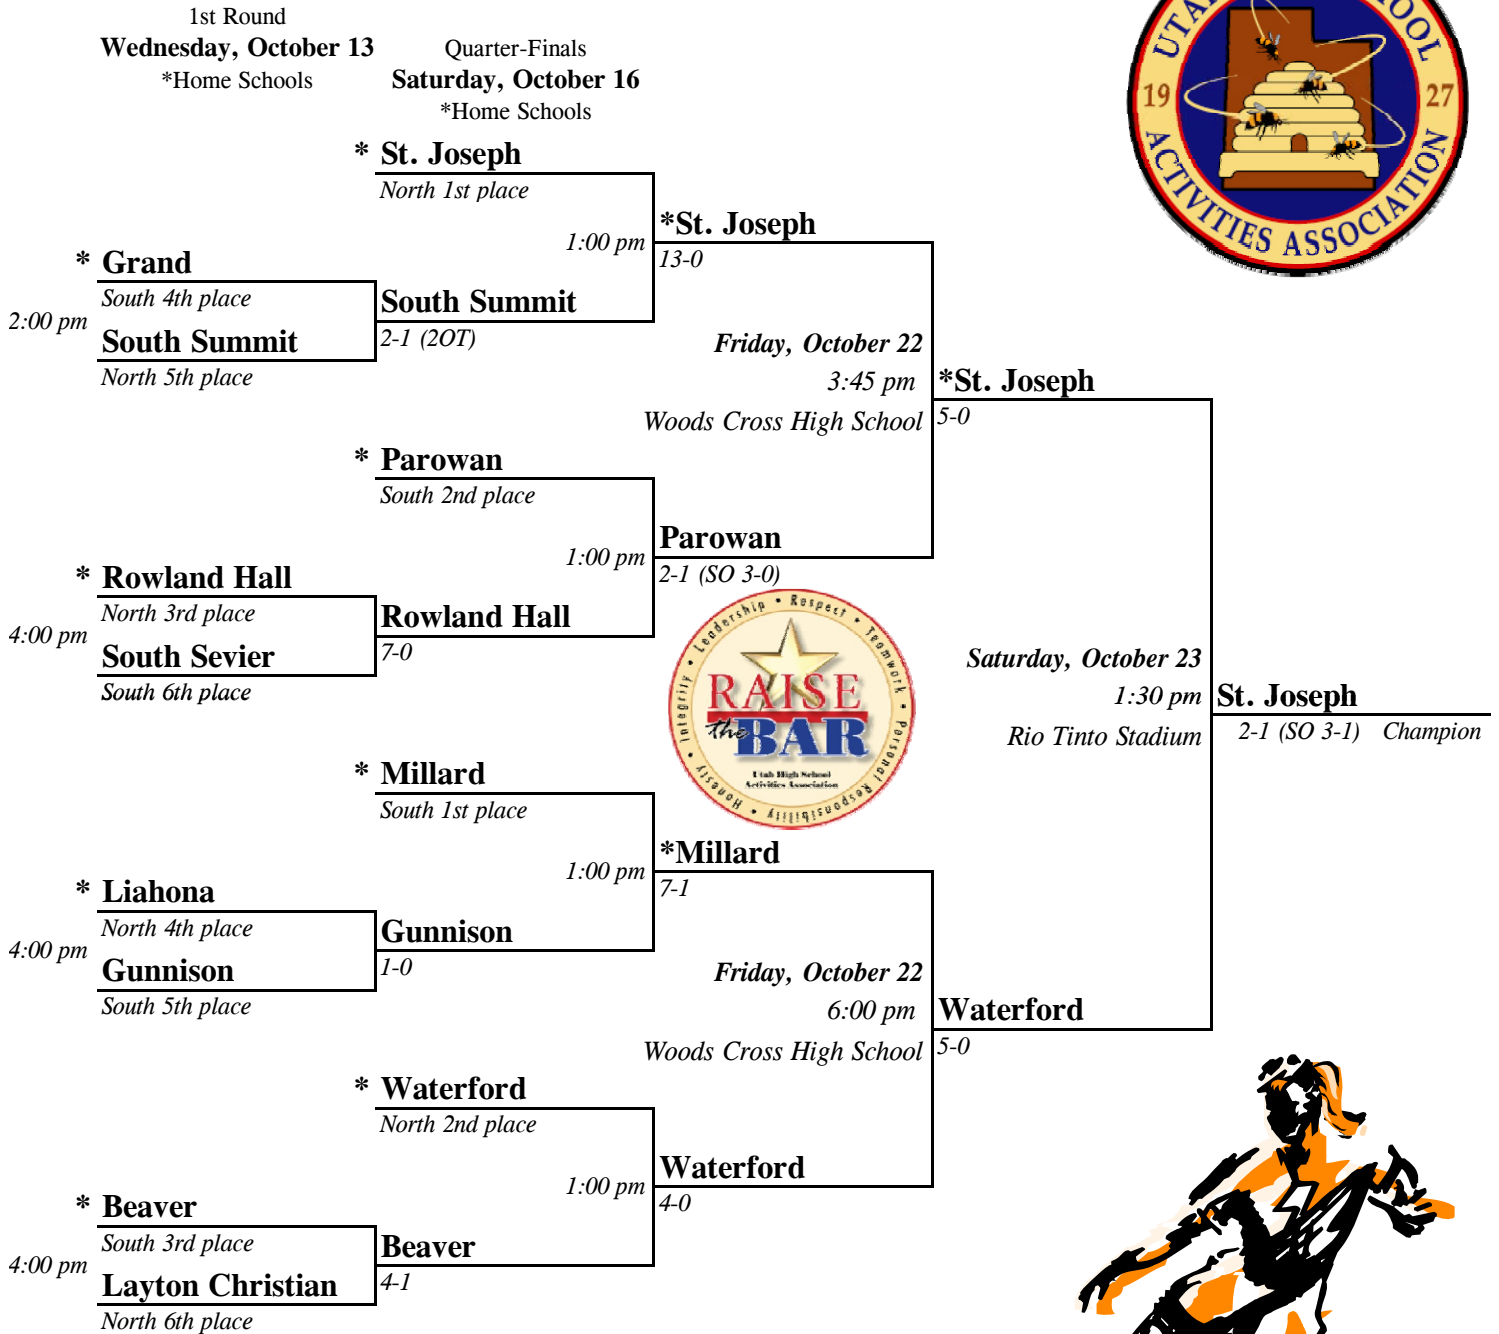 1st Round
Wednesday, October 13
*Home Schools
Quarter-Finals
Saturday, October 16
*Home Schools
UTA OOL
19 27
ACTIVITIES ASSOCIATION
* St. Joseph
North 1st place
1:00 pm
*St. Joseph
13-0
* Grand
South 4th place
2:00 pm
South Summit
North 5th place
South Summit
2-1 (2OT)
Friday, October 22
3:45 pm
Woods Cross High School
*St. Joseph
5-0
* Parowan
South 2nd place
1:00 pm
Parowan
2-1 (SO 3-0)
* Rowland Hall
North 3rd place
4:00 pm
South Sevier
South 6th place
Rowland Hall
7-0
Integrity • Leadership • Respect • Teamwork • Personal Responsibility • Honesty •
RAISE
the BAR
Utah High School
Activities Association
Saturday, October 23
1:30 pm
Rio Tinto Stadium
St. Joseph
2-1 (SO 3-1) Champion
* Millard
South 1st place
1:00 pm
*Millard
7-1
* Liahona
North 4th place
4:00 pm
Gunnison
South 5th place
Gunnison
1-0
Friday, October 22
6:00 pm
Woods Cross High School
Waterford
5-0
* Waterford
North 2nd place
1:00 pm
Waterford
4-0
* Beaver
South 3rd place
4:00 pm
Layton Christian
North 6th place
Beaver
4-1